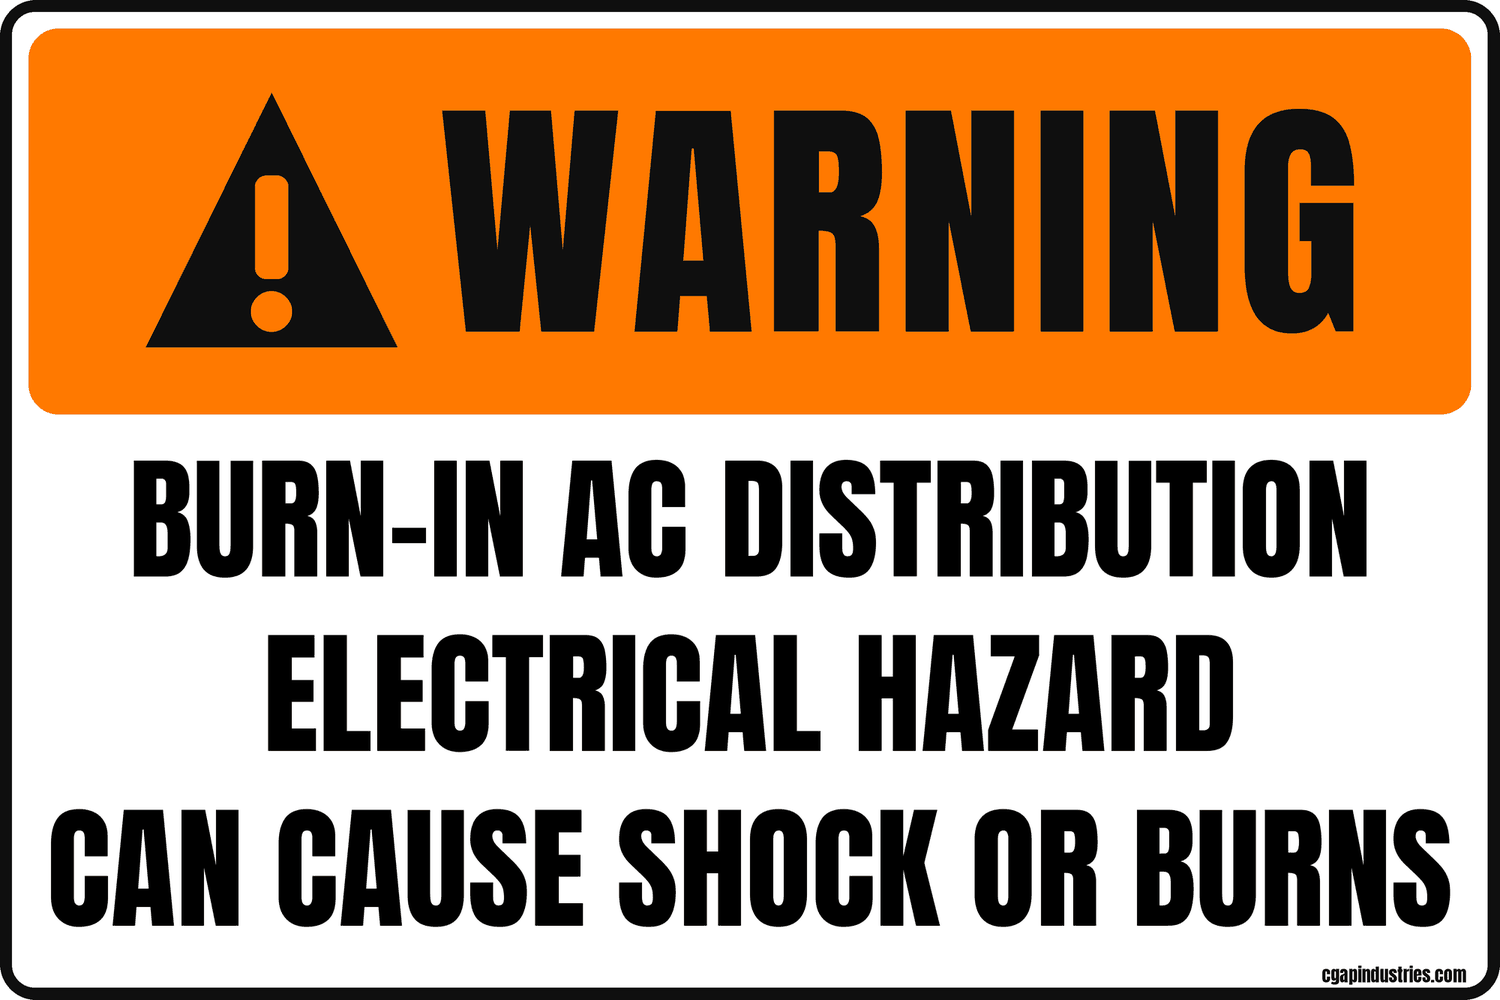 WARNING
BURN-IN AC DISTRIBUTION
ELECTRICAL HAZARD
CAN CAUSE SHOCK OR BURNS
cgapindustries.com